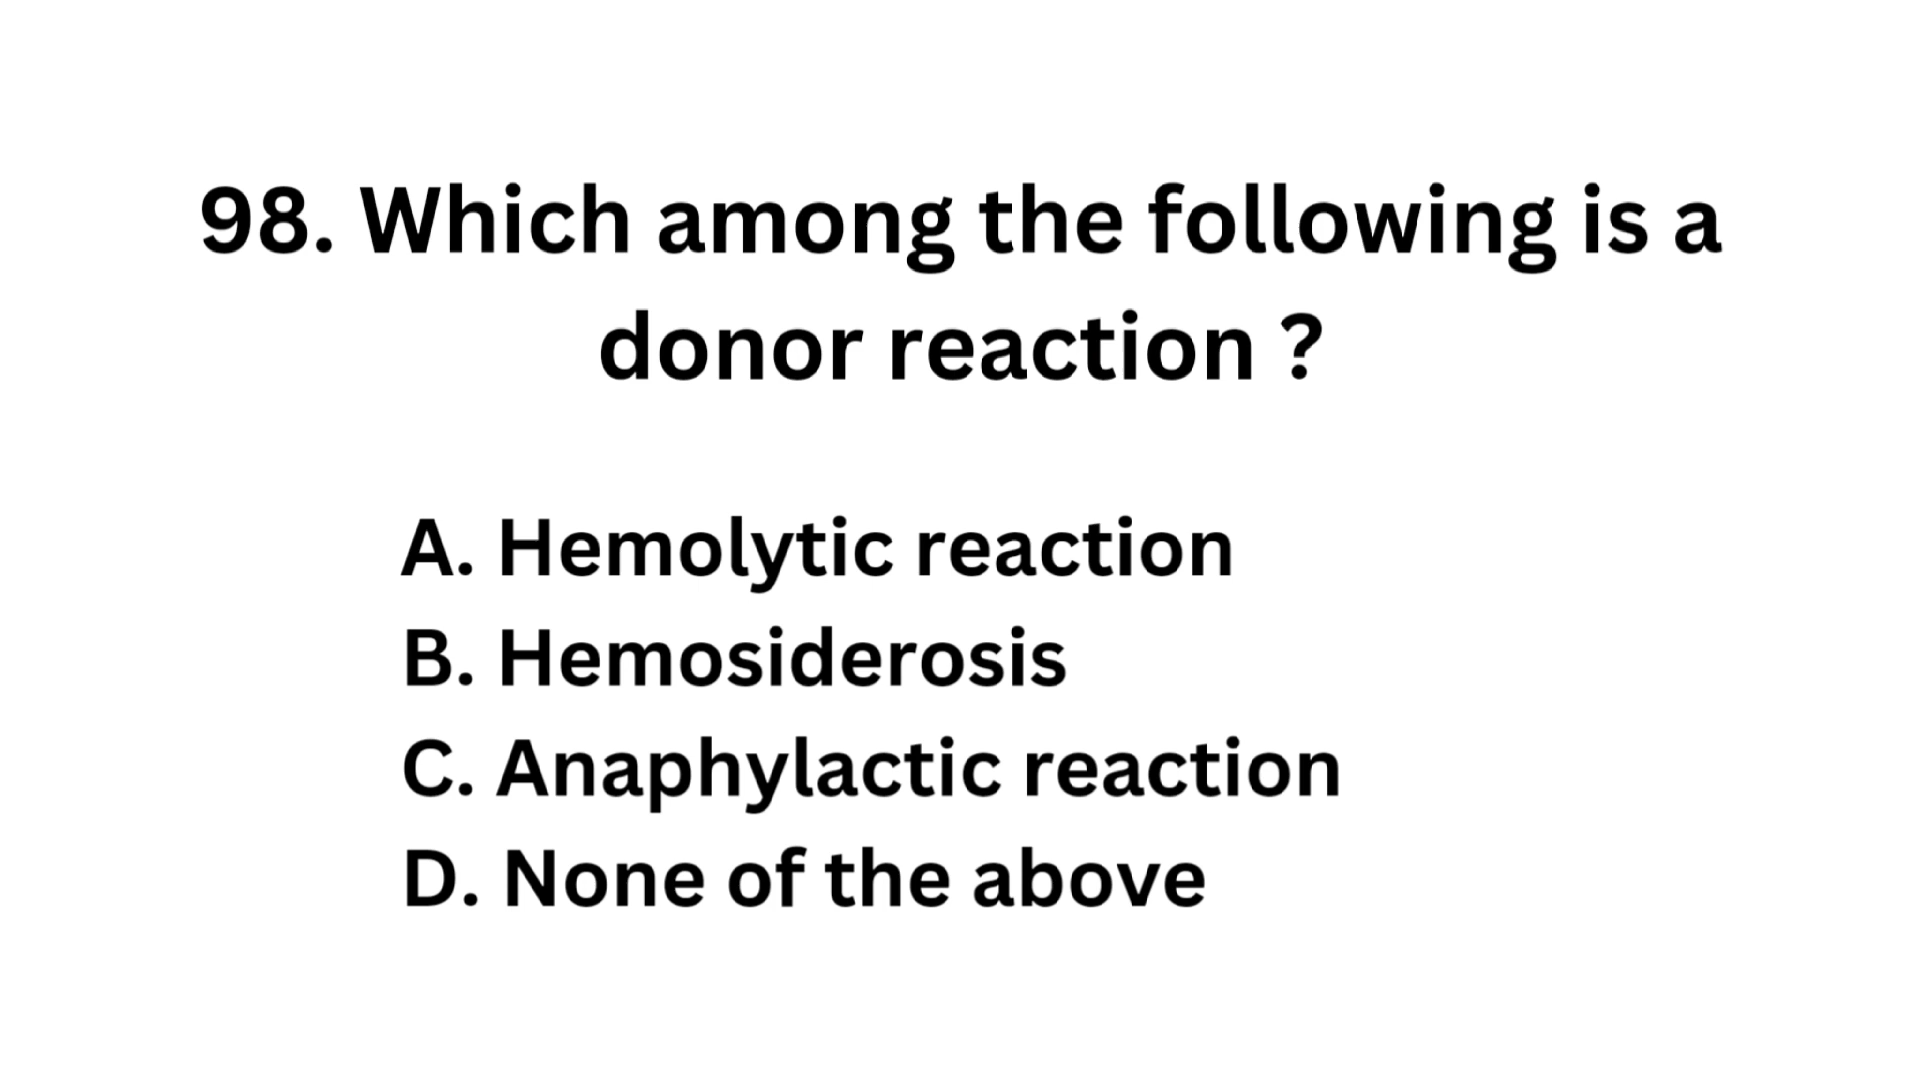 98. Which among the following is a
donor reaction ?
A. Hemolytic reaction
B. Hemosiderosis
C. Anaphylactic reaction
D. None of the above